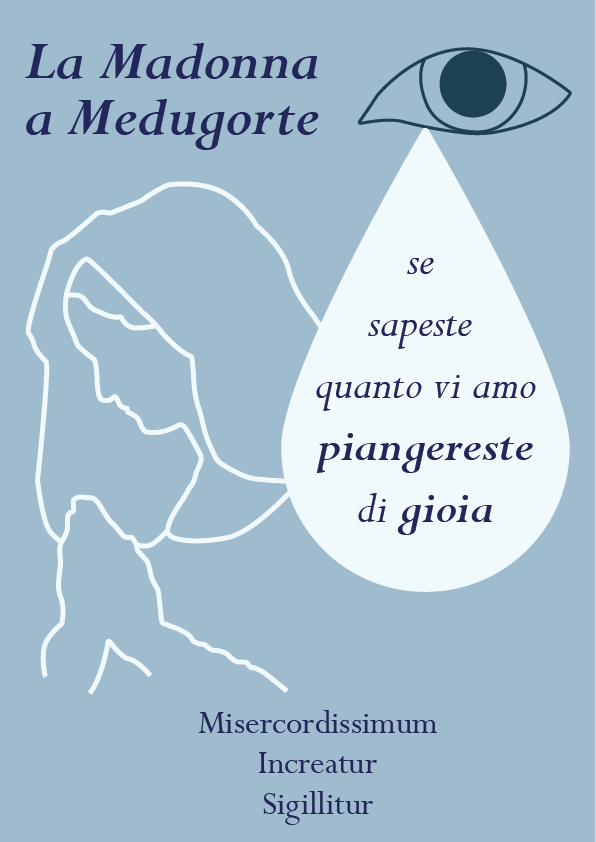 La Madonna
a Medugorte
se
sapeste
quanto vi amo
piangereste
di gioia
Misercordissimum
Increatur
Sigillitur